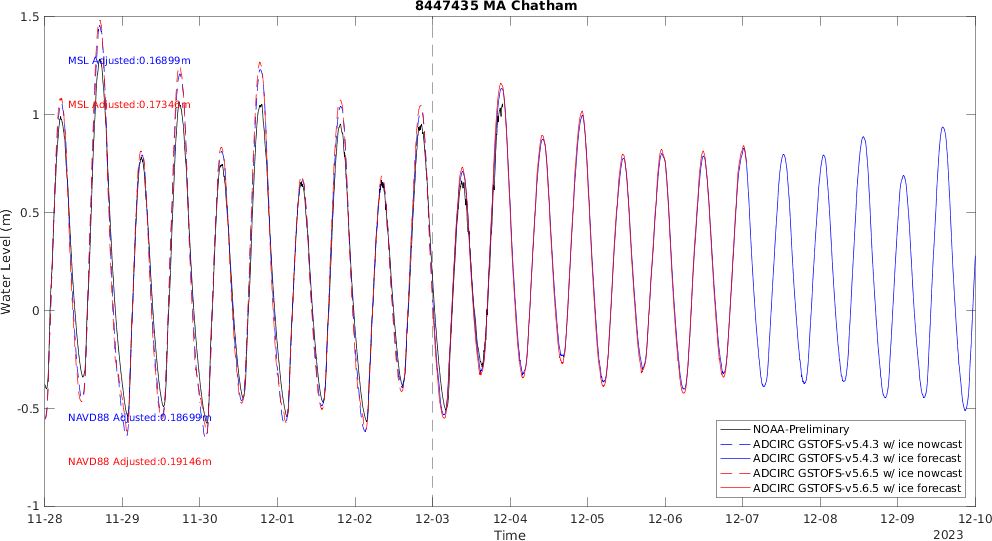 8447435 MA Chatham
1.5
1
0.5
0
-0.5
-1
Water Level (m)
MSL Adjusted:0.16899m
MSL Adjusted:0.17346m
NAVD88 Adjusted:0.18699m
NAVD88 Adjusted:0.19146m
NOAA-Preliminary
ADCIRC GSTOFS-v5.4.3 w/ ice nowcast
ADCIRC GSTOFS-v5.4.3 w/ ice forecast
ADCIRC GSTOFS-v5.6.5 w/ ice nowcast
ADCIRC GSTOFS-v5.6.5 w/ ice forecast
11-28 11-29 11-30 12-01 12-02 12-03 12-04 12-05 12-06 12-07 12-08 12-09 12-10
Time
2023